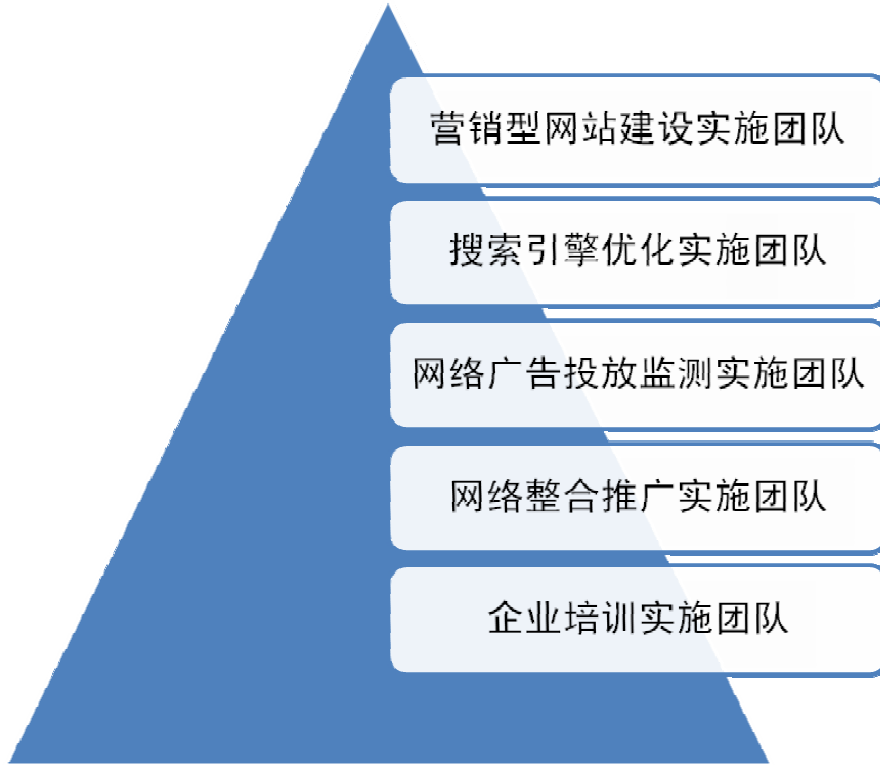 营销型网站建设实施团队
搜索引擎优化实施团队
网络广告投放监测实施团队
网络整合推广实施团队
企业培训实施团队